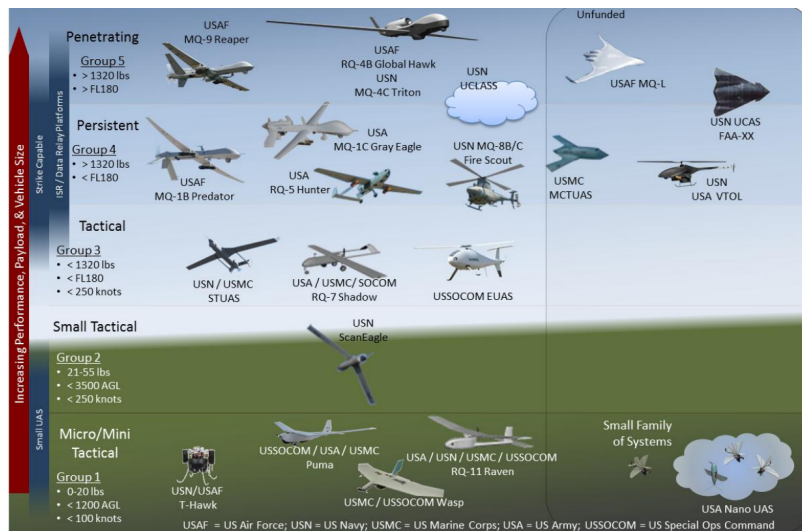 Unfunded
Penetrating
Group 5
• > 1320 lbs
• > FL180
USAF
MQ-9 Reaper
USAF
RQ-4B Global Hawk
USN
MQ-4C Triton
USN
UCLASS
USAF MQ-L
USN UCAS
FAA-XX
Persistent
Group 4
• > 1320 lbs
• < FL180
USAF
MQ-1B Predator
USA
MQ-1C Gray Eagle
USA
RQ-5 Hunter
USN MQ-8B/C
Fire Scout
USMC
MCTUAS
USN
USA VTOL
Tactical
Group 3
• < 1320 lbs
• < FL180
• < 250 knots
USN / USMC
STUAS
USA / USMC/ SOCOM
RQ-7 Shadow
USSOCOM EUAS
Small Tactical
Group 2
• 21-55 lbs
• < 3500 AGL
• < 250 knots
USN
ScanEagle
Micro/Mini
Tactical
Group 1
• 0-20 lbs
• < 1200 AGL
• < 100 knots
USN/USAF
T-Hawk
USSOCOM / USA / USMC
Puma
USMC / USSOCOM Wasp
USA / USN / USMC / USSOCOM
RQ-11 Raven
Small Family
of Systems
USA Nano UAS
Increasing Performance, Payload, & Vehicle Size
Strike Capable
ISR / Data Relay Platforms
Small UAS
USAF = US Air Force; USN = US Navy; USMC = US Marine Corps; USA = US Army; USSOCOM = US Special Ops Command